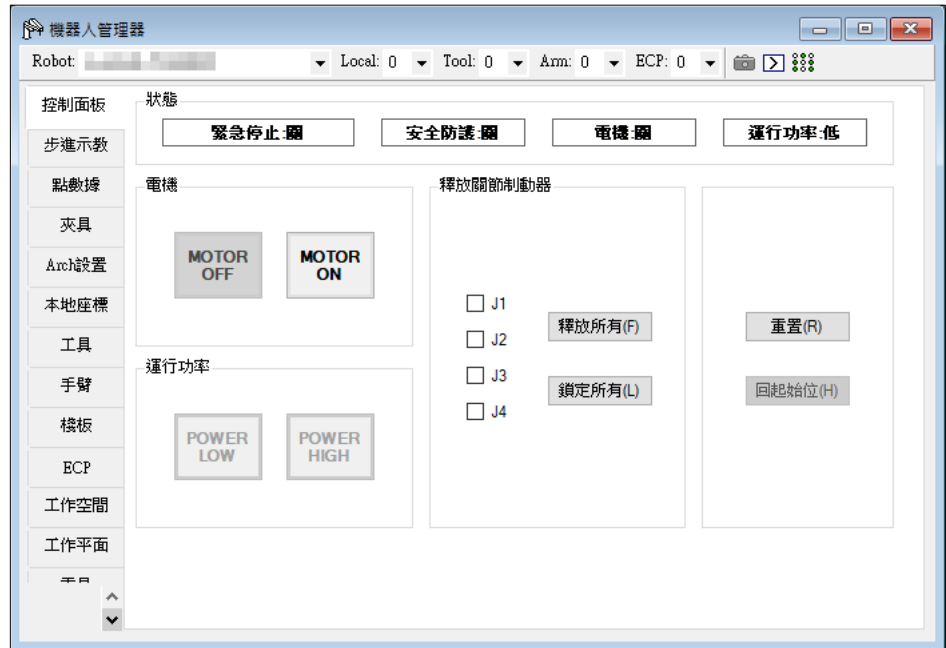 機器人管理器
Robot: Local: 0 Tool: 0 Arm: 0 ECP: 0
控制面板
步進示教
點數據
夾具
Arch設置
本地座標
工具
手臂
棧板
ECP
工作空間
工作平面
狀態
緊急停止:關 安全防護:關 電機:關 運行功率:低
電機
MOTOR
OFF
MOTOR
ON
運行功率
POWER
LOW
POWER
HIGH
釋放關節制動器
J1
J2
J3
J4
釋放所有(F)
鎖定所有(L)
重置(R)
回起始位(H)